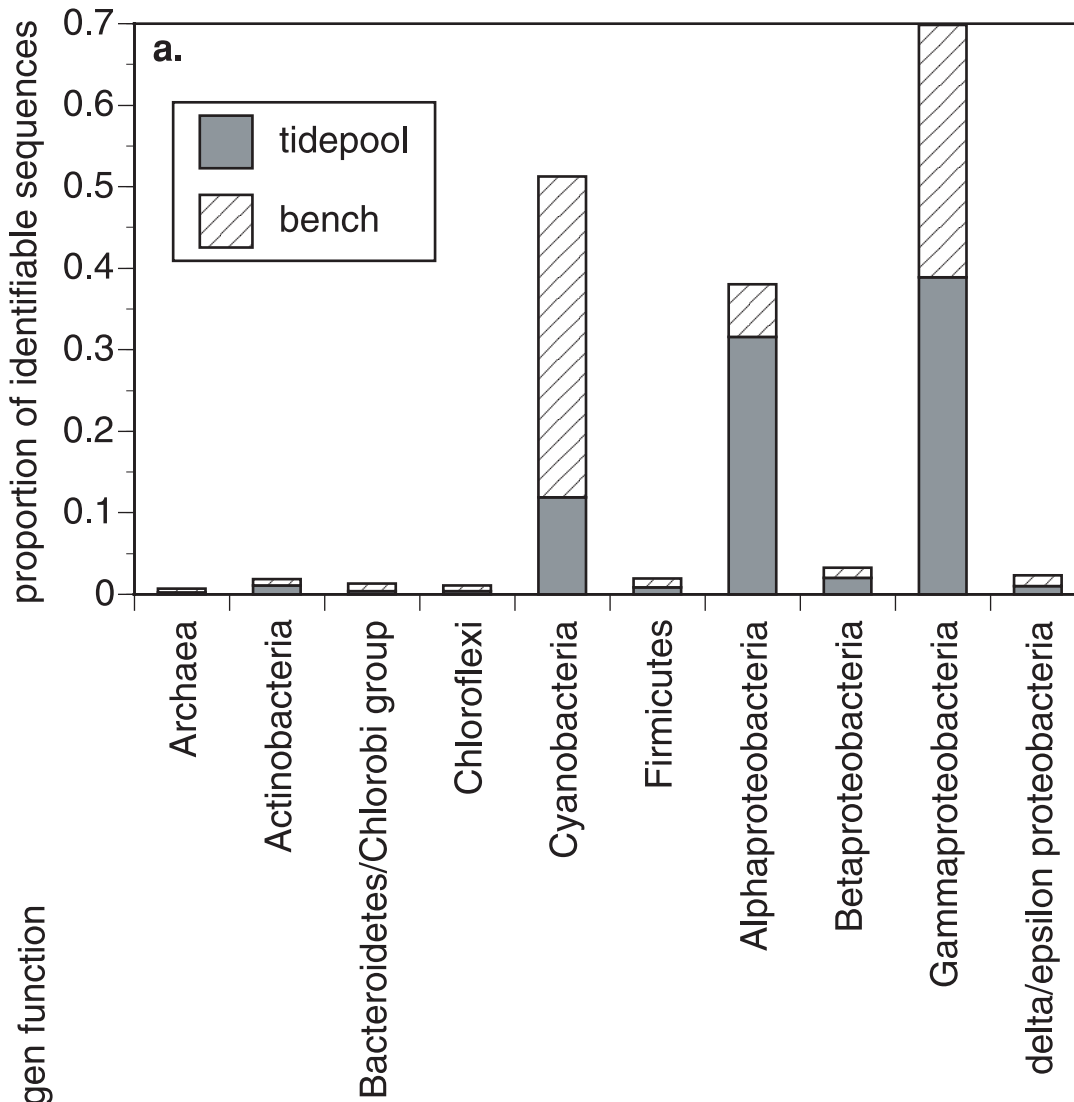 a.
tidepool
bench
proportion of identifiable sequences
0.7
0.6
0.5
0.4
0.3
0.2
0.1
0
Archaea
Actinobacteria
Bacteroidetes/Chlorobi group
Chloroflexi
Cyanobacteria
Firmicutes
Alphaproteobacteria
Betaproteobacteria
Gammaproteobacteria
delta/epsilon proteobacteria
gen function